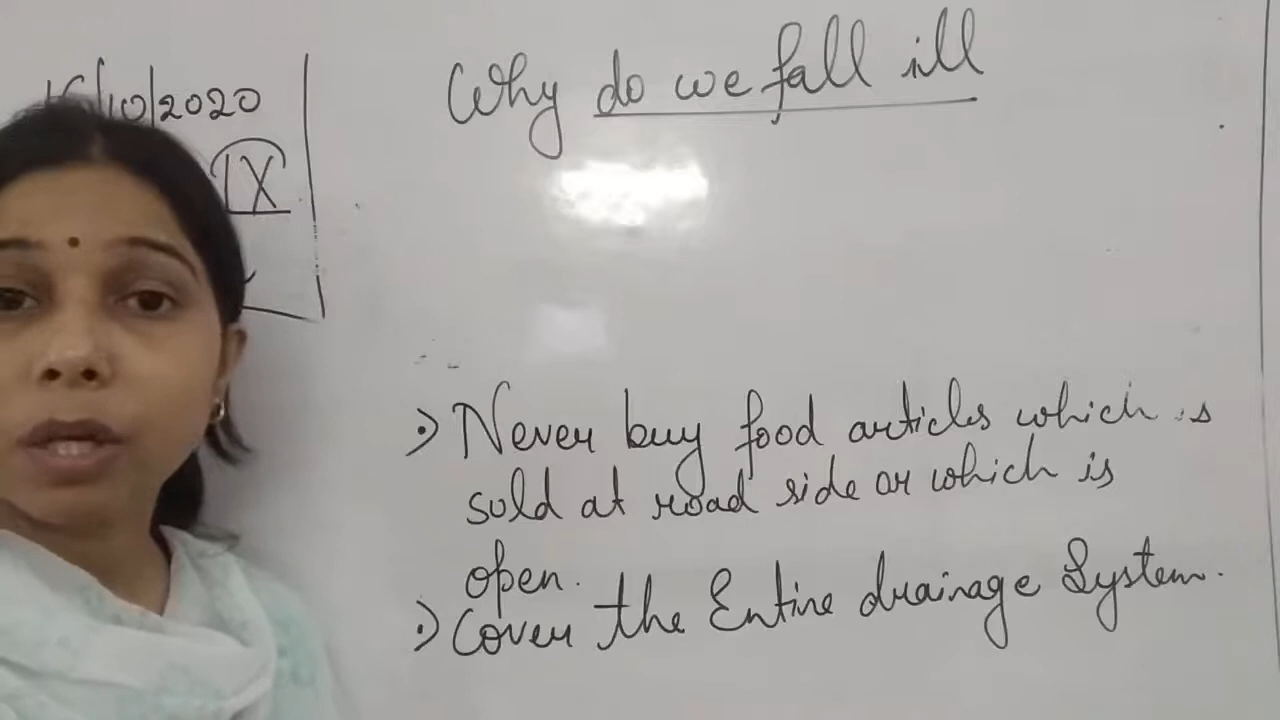 /10/2020
IX
Why do we fall ill
Never buy food articles which is
sold at road side or which is
open.
Cover the Entire drainage System.